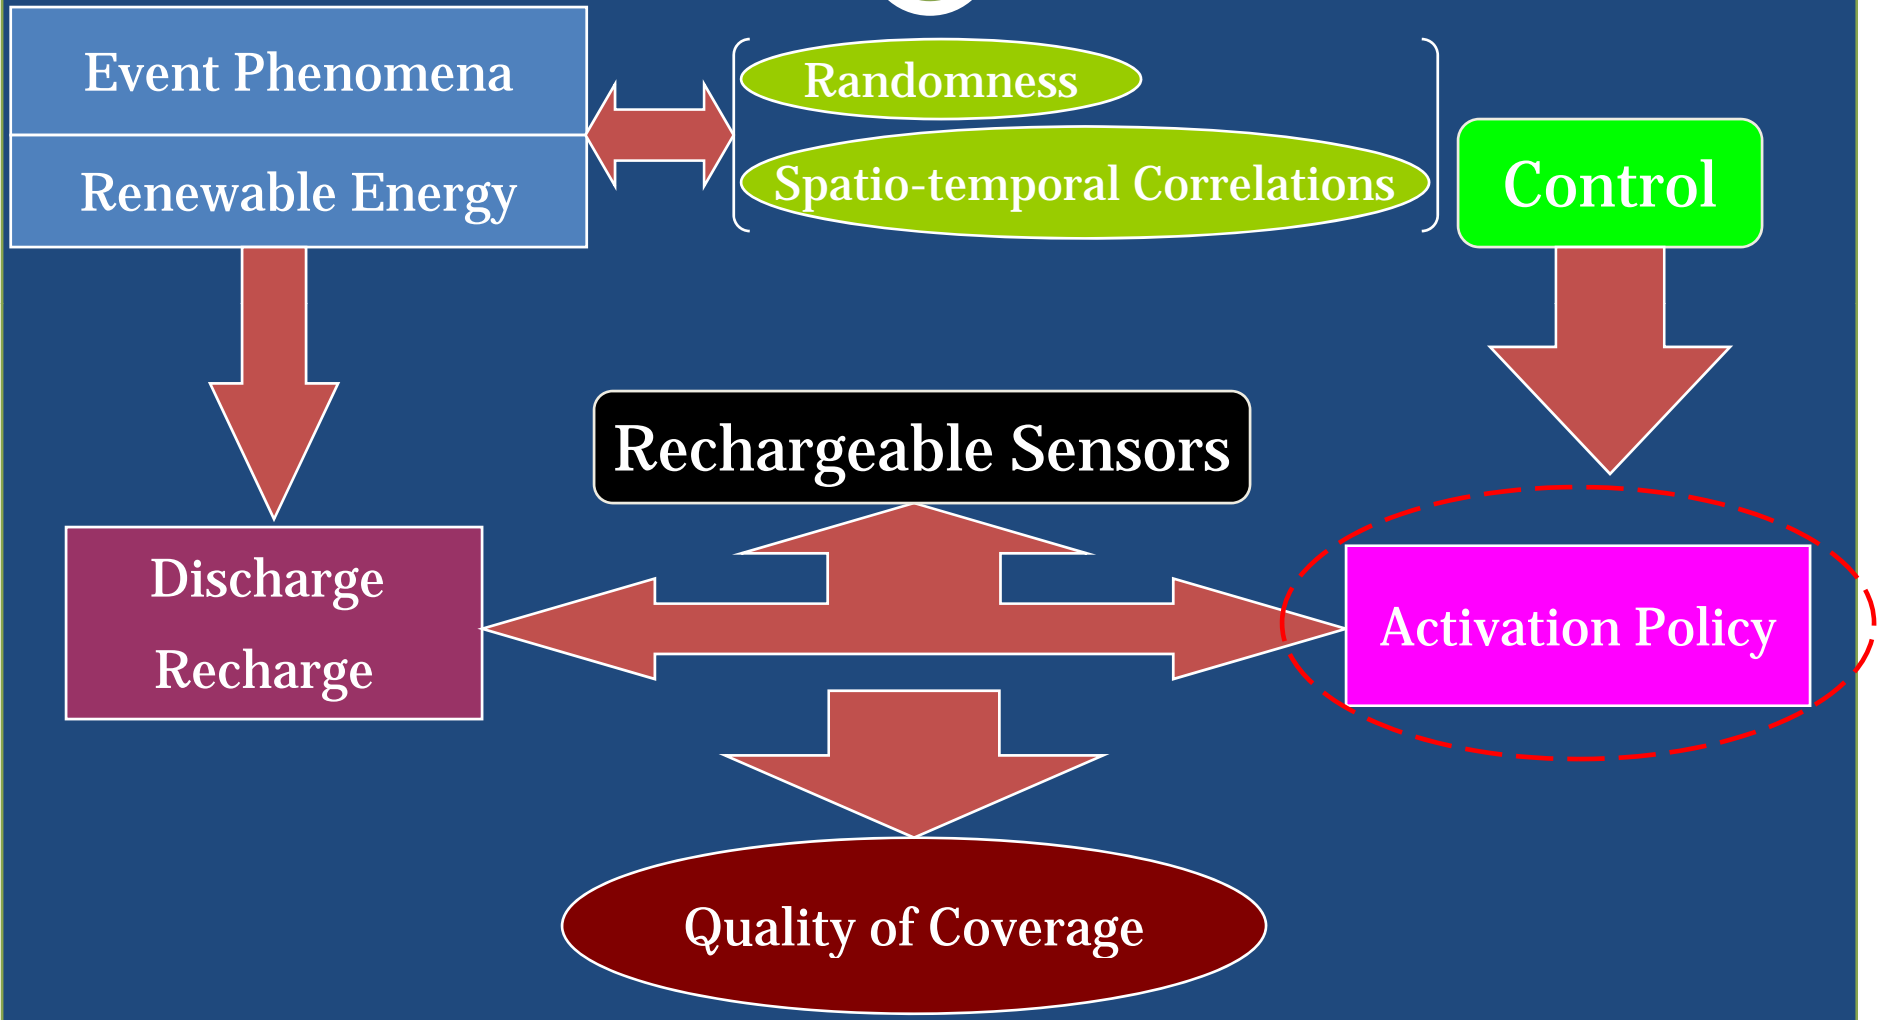 Event Phenomena
Renewable Energy
Randomness
Spatio-temporal Correlations
Control
Rechargeable Sensors
Discharge
Recharge
Activation Policy
Quality of Coverage